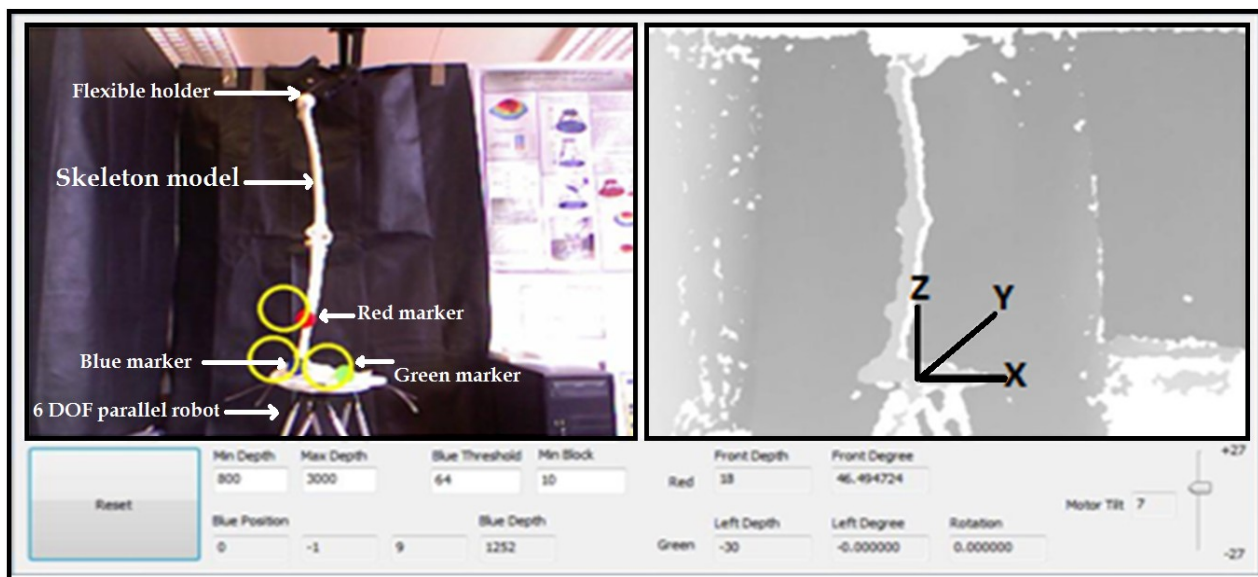 Flexible holder
Skeleton model
Red marker
Blue marker
Green marker
6 DOF parallel robot
Z
Y
X
Min Depth Max Depth Blue Threshold Min Block Front Depth Front Degree +27
Reset 800 3000 64 10 Red 18 46.494724
Motor Tilt 7
Blue Position Blue Depth Left Depth Left Degree Rotation
0 -1 9 1252 Green -30 -0.000000 0.000000
-27